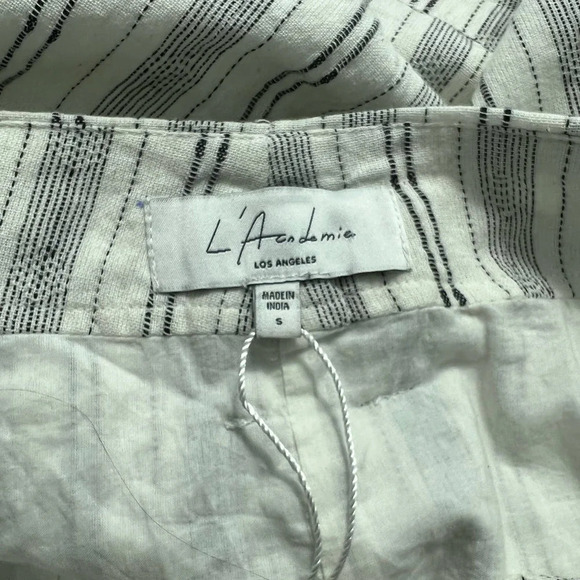 L'Academie
LOS ANGELES
MADE IN
INDIA
S